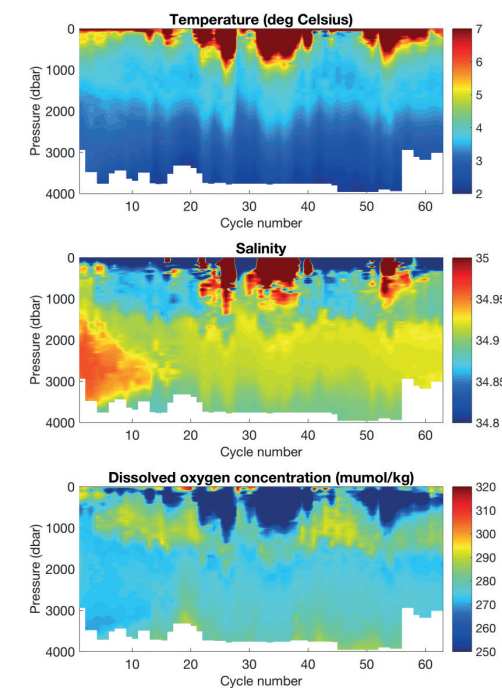 Temperature (deg Celsius)
0
1000
2000
3000
4000
Pressure (dbar)
10 20 30 40 50 60
Cycle number
7
6
5
4
3
2
Salinity
0
1000
2000
3000
4000
Pressure (dbar)
10 20 30 40 50 60
Cycle number
35
34.95
34.9
34.85
34.8
Dissolved oxygen concentration (mumol/kg)
0
1000
2000
3000
4000
Pressure (dbar)
10 20 30 40 50 60
Cycle number
320
310
300
290
280
270
260
250